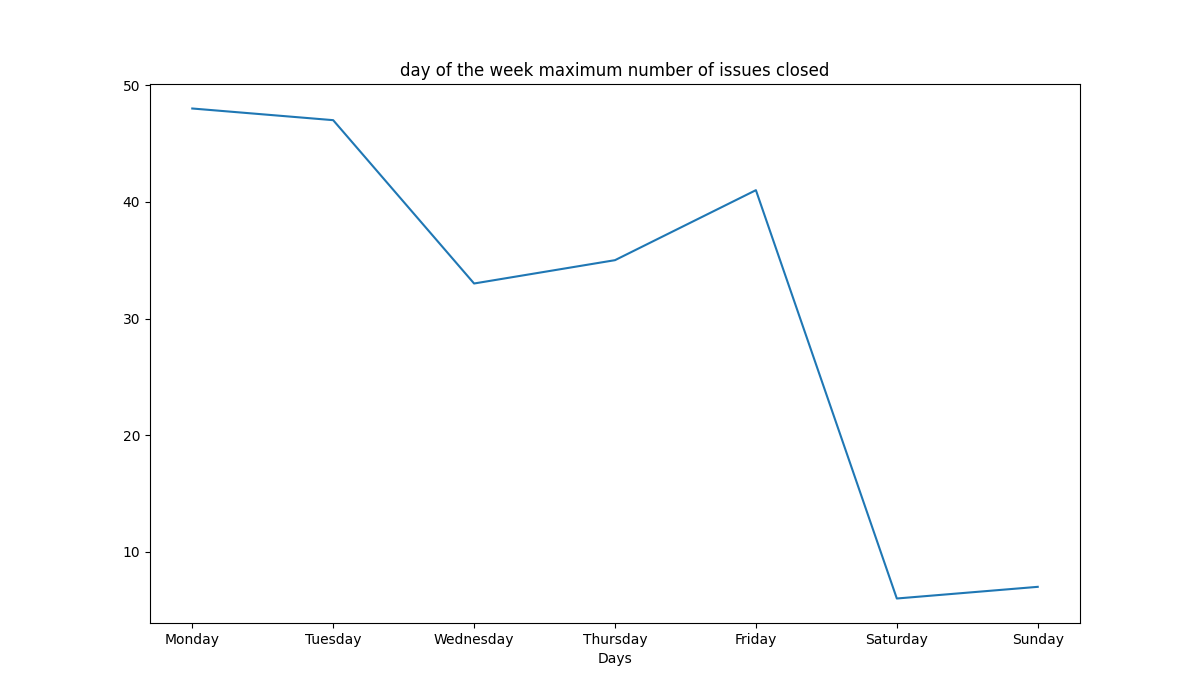 day of the week maximum number of issues closed
50
40
30
20
10
Monday Tuesday Wednesday Thursday Friday Saturday Sunday
Days